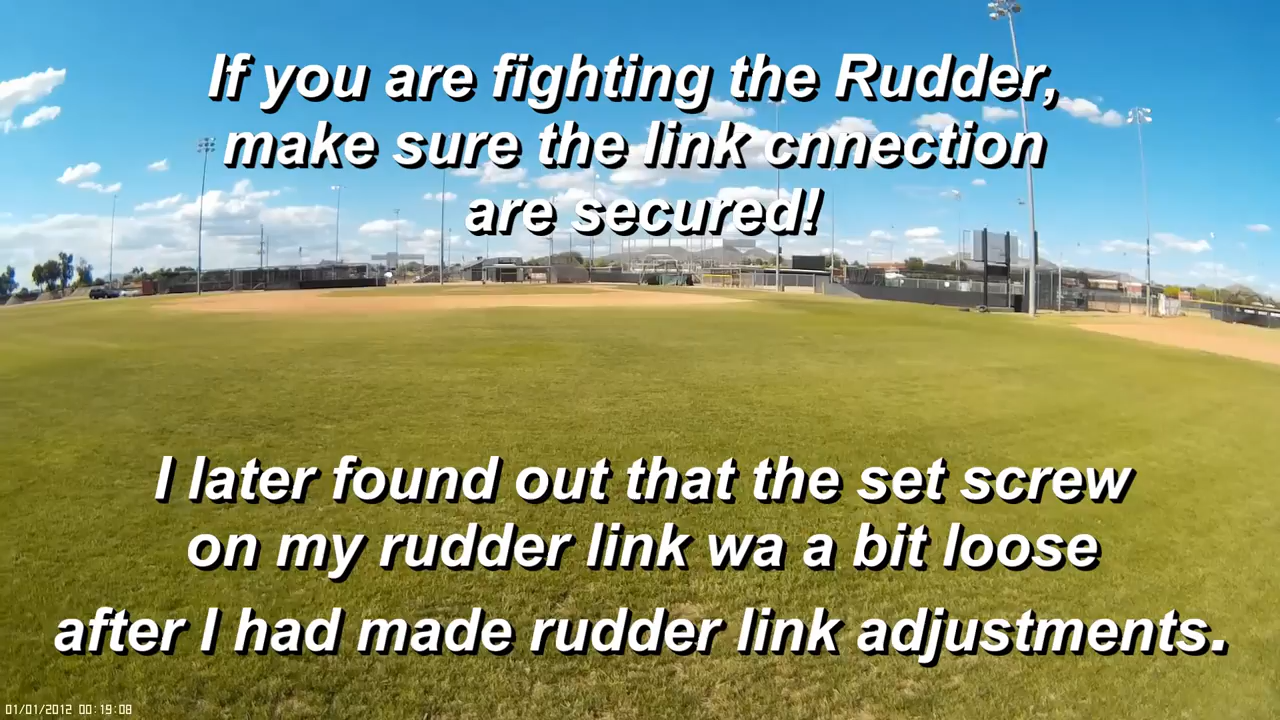 If you are fighting the Rudder,
make sure the link cnnection
are secured!
I later found out that the set screw
on my rudder link wa a bit loose
after I had made rudder link adjustments.
01/01/2012 00:19:08